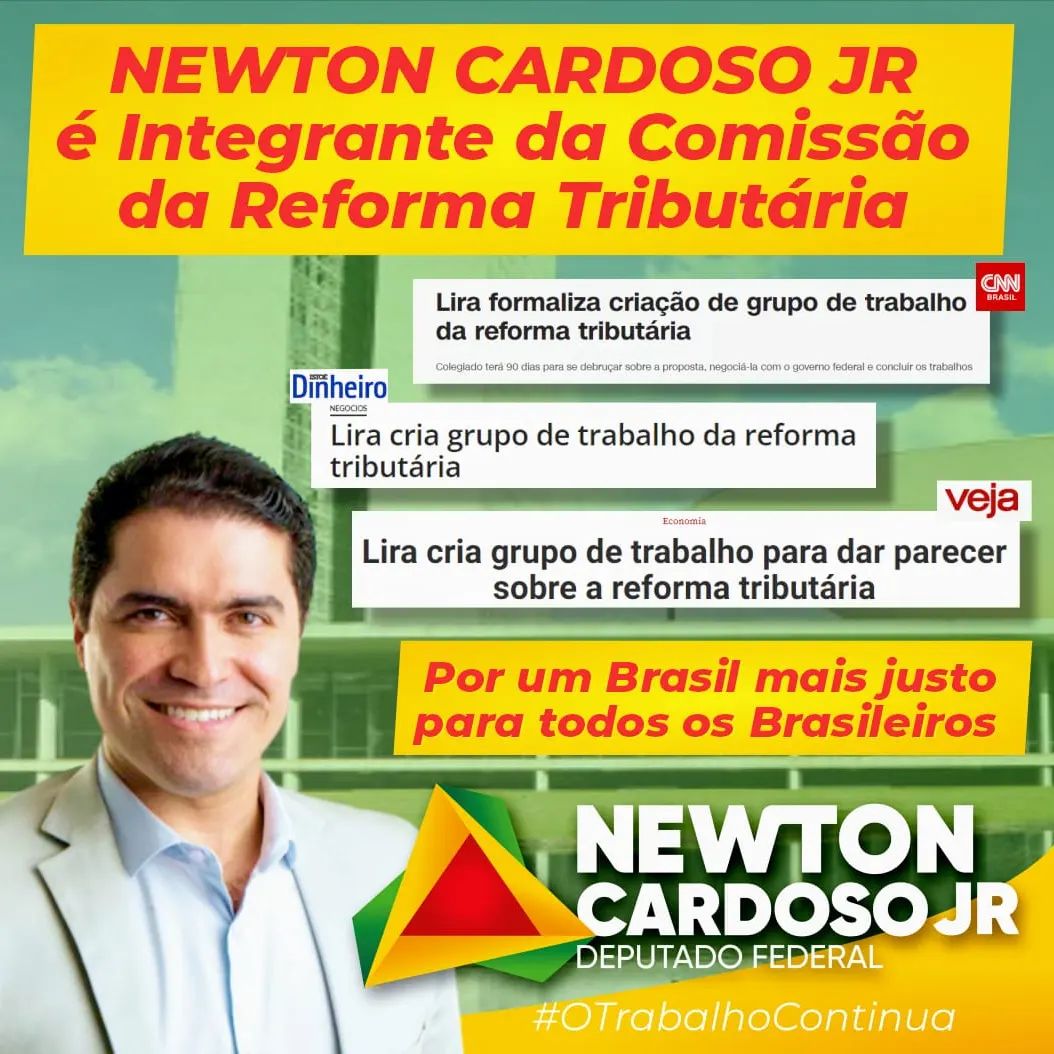 NEWTON CARDOSO JR
é Integrante da Comissão
da Reforma Tributária
CNN
BRASIL
Lira formaliza criação de grupo de trabalho
da reforma tributária
Colegiado terá 90 dias para se debruçar sobre a proposta, negociá-la com o governo federal e concluir os trabalhos
ISTOÉ
Dinheiro
NEGÓCIOS
Lira cria grupo de trabalho da reforma
tributária
veja
Economia
Lira cria grupo de trabalho para dar parecer
sobre a reforma tributária
Por um Brasil mais justo
para todos os Brasileiros
NEWTON
CARDOSO JR
DEPUTADO FEDERAL
#OTrabalhoContinua